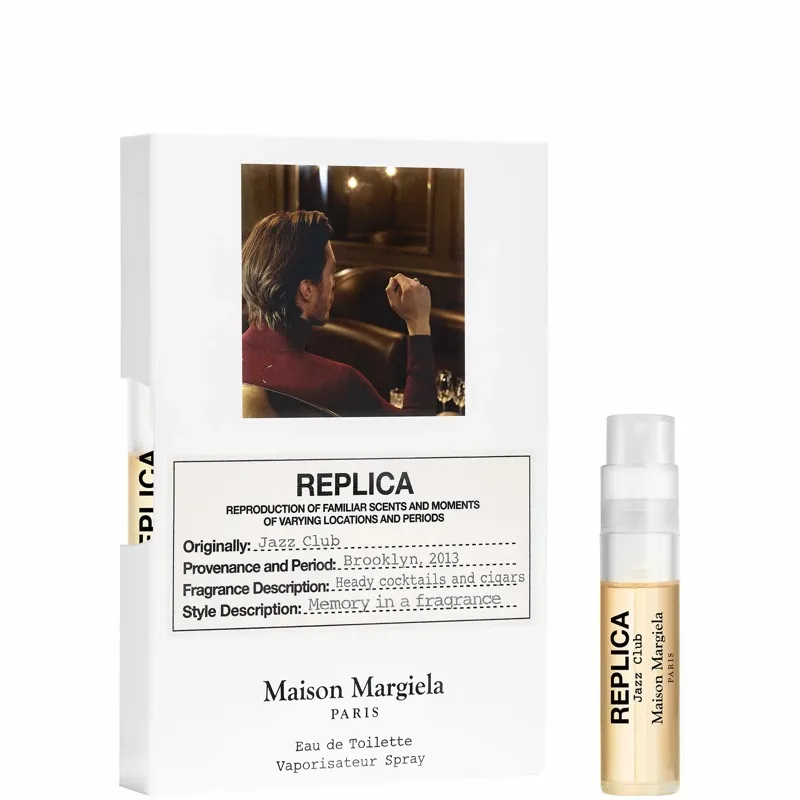 REPLICA
REPRODUCTION OF FAMILIAR SCENTS AND MOMENTS
OF VARYING LOCATIONS AND PERIODS
Originally: Jazz Club
Provenance and Period: Brooklyn, 2013
Fragrance Description: Heady cocktails and cigars
Style Description: Memory in a fragrance
Maison Margiela
PARIS
Eau de Toilette
Vaporisateur Spray
REPLICA
REPLICA
Jazz Club
Maison Margiela
PARIS